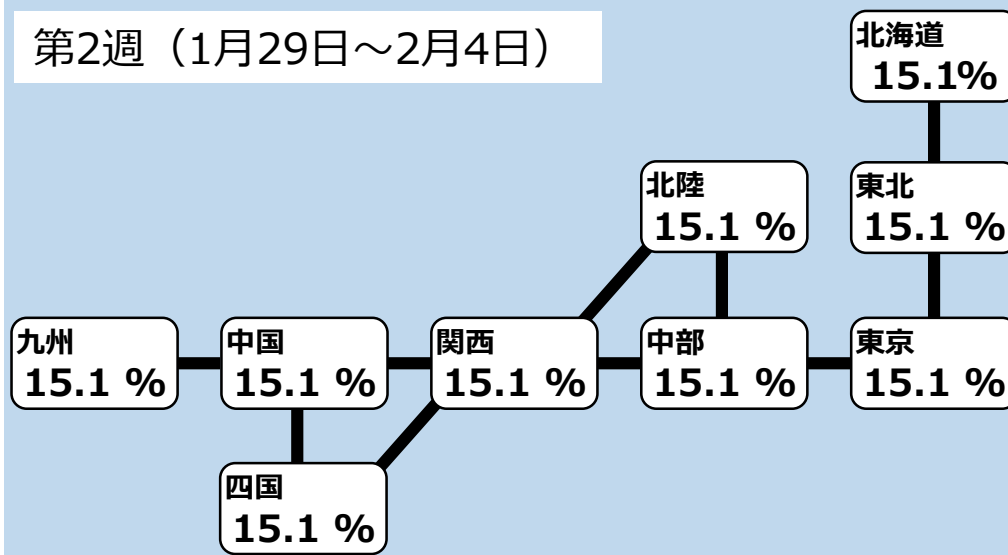 第2週（1月29日～2月4日）
北海道
15.1%
北陸
15.1 %
東北
15.1 %
九州
15.1 %
中国
15.1 %
関西
15.1 %
中部
15.1 %
東京
15.1 %
四国
15.1 %